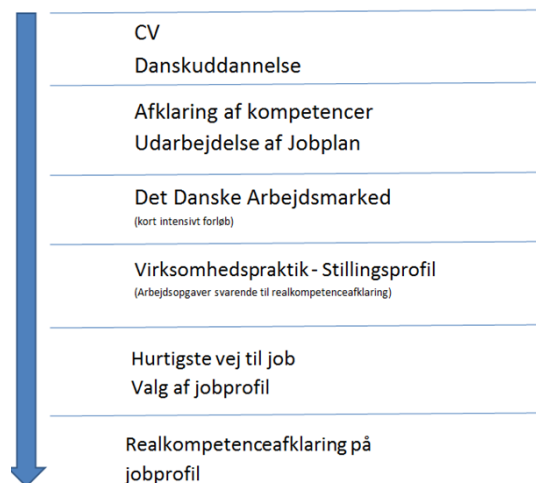 CV
Danskuddannelse
Afklaring af kompetencer
Udarbejdelse af Jobplan
Det Danske Arbejdsmarked
(kort intensivt forløb)
Virksomhedspraktik - Stillingsprofil
(Arbejdsopgaver svarende til realkompetenceafklaring)
Hurtigste vej til job
Valg af jobprofil
Realkompetenceafklaring på
jobprofil